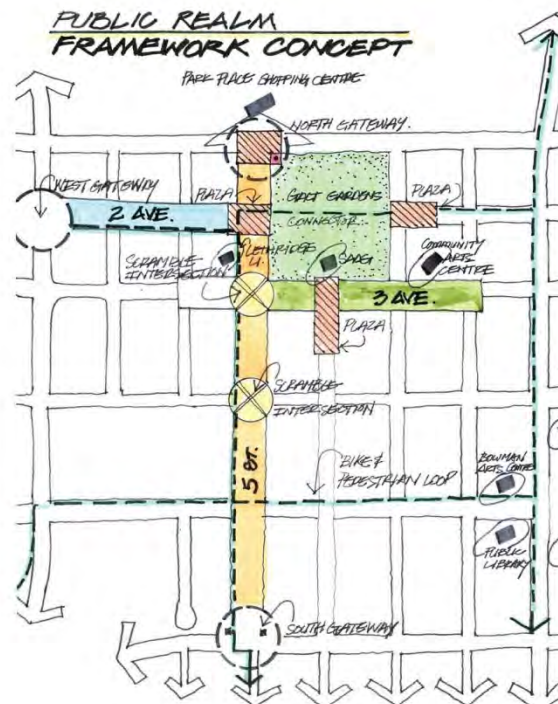 PUBLIC REALM
FRAMEWORK CONCEPT
PARK PLACE SHOPPING CENTRE
NORTH GATEWAY.
WEST GATEWAY
PLAZA
GALT GARDENS
CONNECTOR
PLAZA
2 AVE.
SCRAMBLE
INTERSECTION
LETHBRIDGE
U.
SAAG
COMMUNITY
ARTS
CENTRE
3 AVE.
PLAZA
SCRAMBLE
INTERSECTION
5 ST.
BIKE &
PEDESTRIAN LOOP
BOWMAN
ARTS CENTRE
PUBLIC
LIBRARY
SOUTH GATEWAY